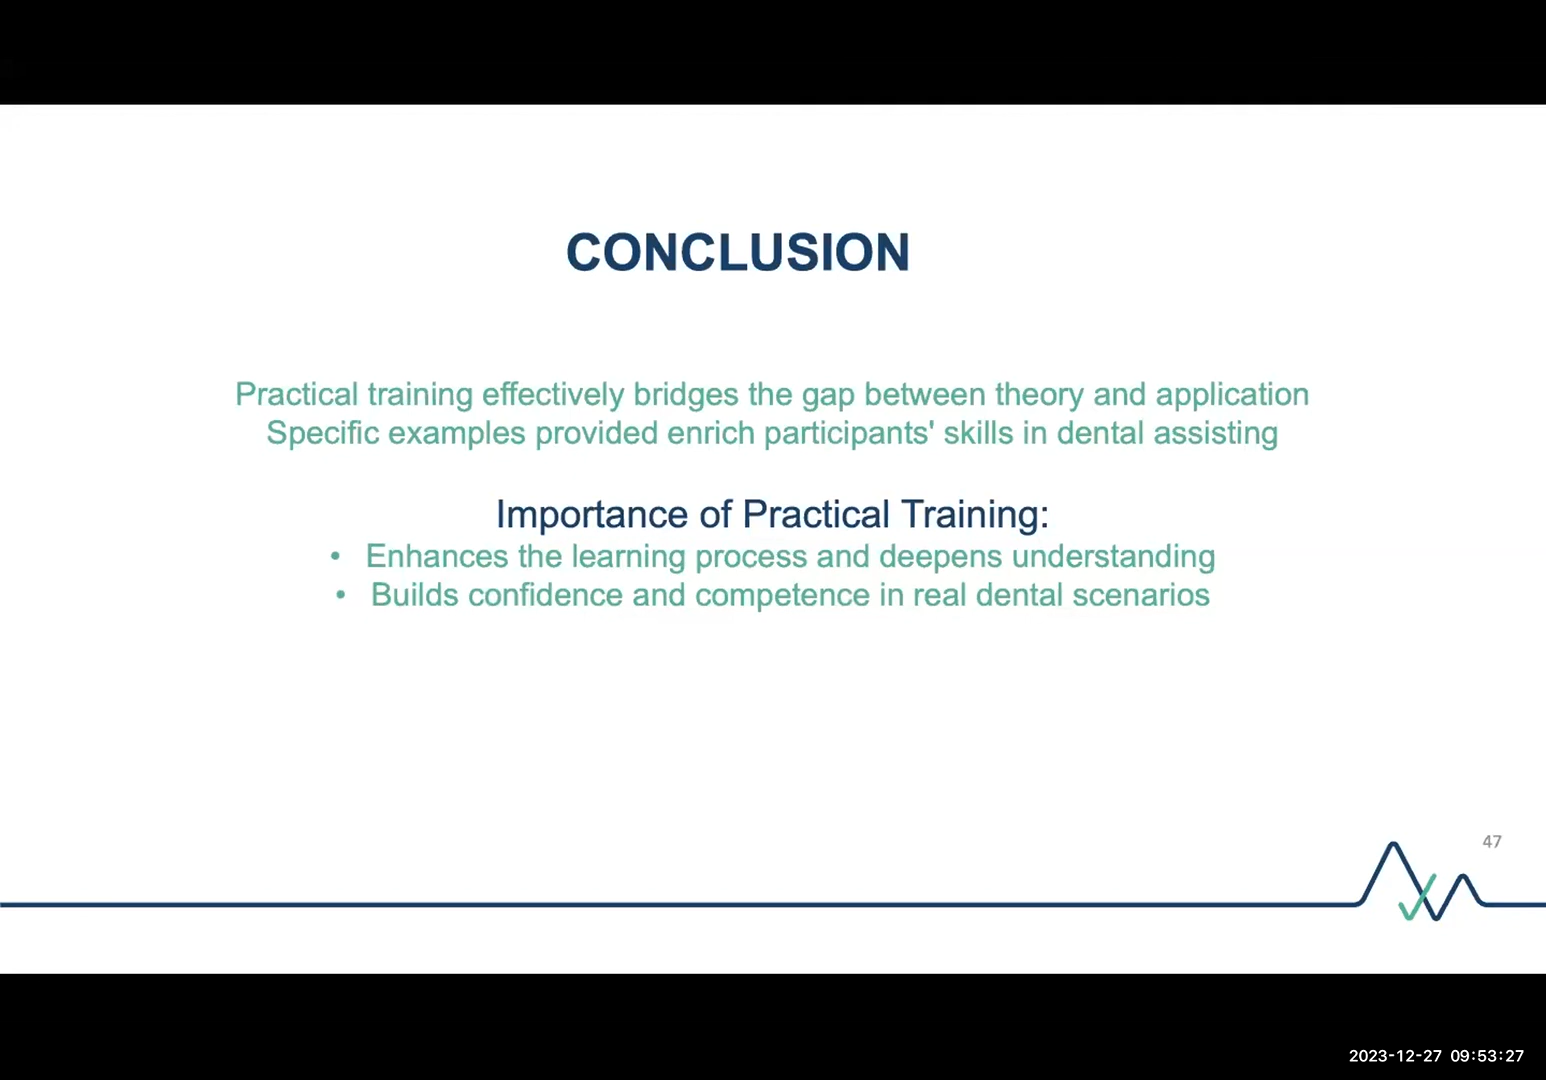 CONCLUSION
Practical training effectively bridges the gap between theory and application
Specific examples provided enrich participants' skills in dental assisting
Importance of Practical Training:
• Enhances the learning process and deepens understanding
• Builds confidence and competence in real dental scenarios
47
2023-12-27 09:53:27